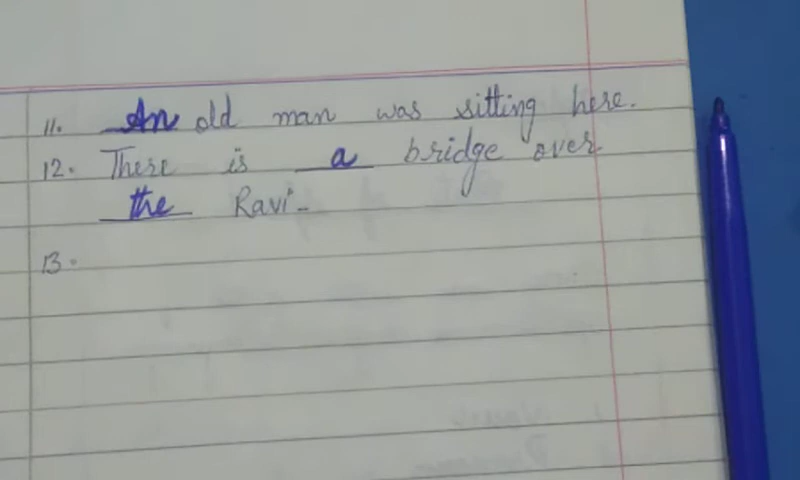 11. An old man was sitting here.
12. There is a bridge over
the Ravi.
13.